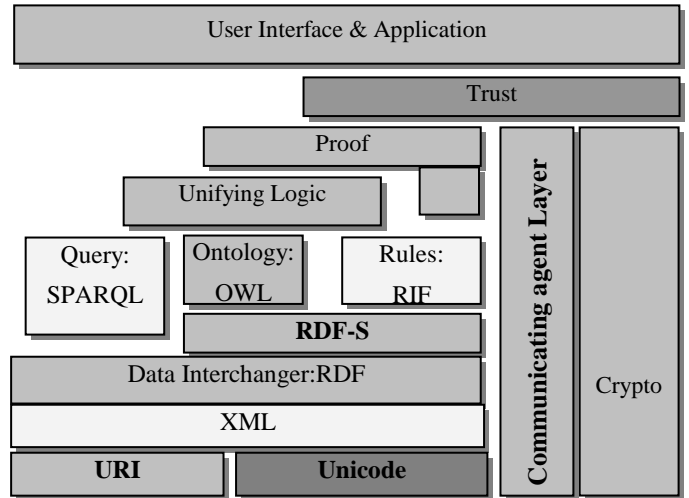 User Interface & Application
Trust
Proof
Unifying Logic
Query:
SPARQL
Ontology:
OWL
Rules:
RIF
RDF-S
Data Interchanger:RDF
XML
URI
Unicode
Communicating agent Layer
Crypto